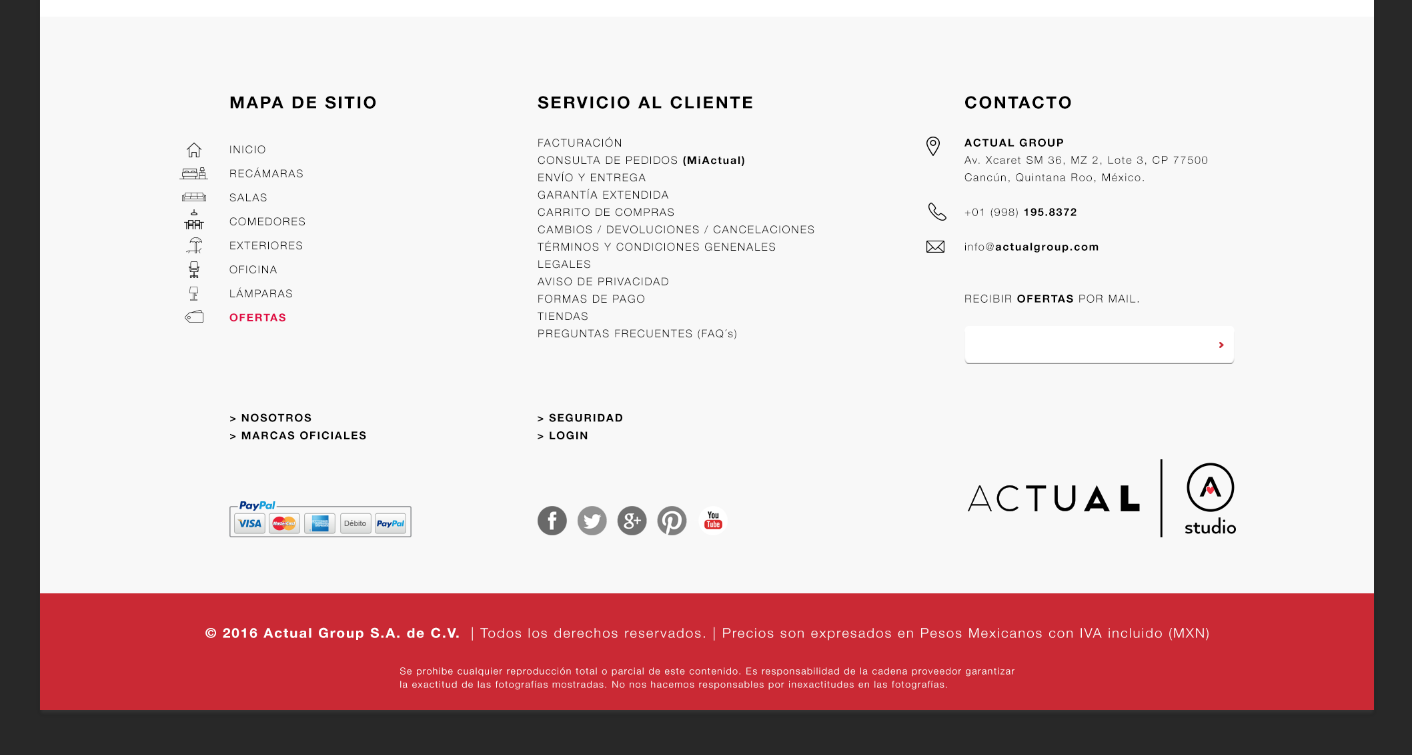 MAPA DE SITIO
INICIO
RECÁMARAS
SALAS
COMEDORES
EXTERIORES
OFICINA
LÁMPARAS
OFERTAS
> NOSOTROS
> MARCAS OFICIALES
PayPal
VISA MasterCard Débito PayPal
SERVICIO AL CLIENTE
FACTURACIÓN
CONSULTA DE PEDIDOS (MiActual)
ENVÍO Y ENTREGA
GARANTÍA EXTENDIDA
CARRITO DE COMPRAS
CAMBIOS / DEVOLUCIONES / CANCELACIONES
TÉRMINOS Y CONDICIONES GENENALES
LEGALES
AVISO DE PRIVACIDAD
FORMAS DE PAGO
TIENDAS
PREGUNTAS FRECUENTES (FAQ´s)
> SEGURIDAD
> LOGIN
You
Tube
CONTACTO
ACTUAL GROUP
Av. Xcaret SM 36, MZ 2, Lote 3, CP 77500
Cancún, Quintana Roo, México.
+01 (998) 195.8372
info@actualgroup.com
RECIBIR OFERTAS POR MAIL.
ACTUAL
studio
© 2016 Actual Group S.A. de C.V. | Todos los derechos reservados. | Precios son expresados en Pesos Mexicanos con IVA incluido (MXN)
Se prohibe cualquier reproducción total o parcial de este contenido. Es responsabilidad de la cadena proveedor garantizar
la exactitud de las fotografías mostradas. No nos hacemos responsables por inexactitudes en las fotografías.